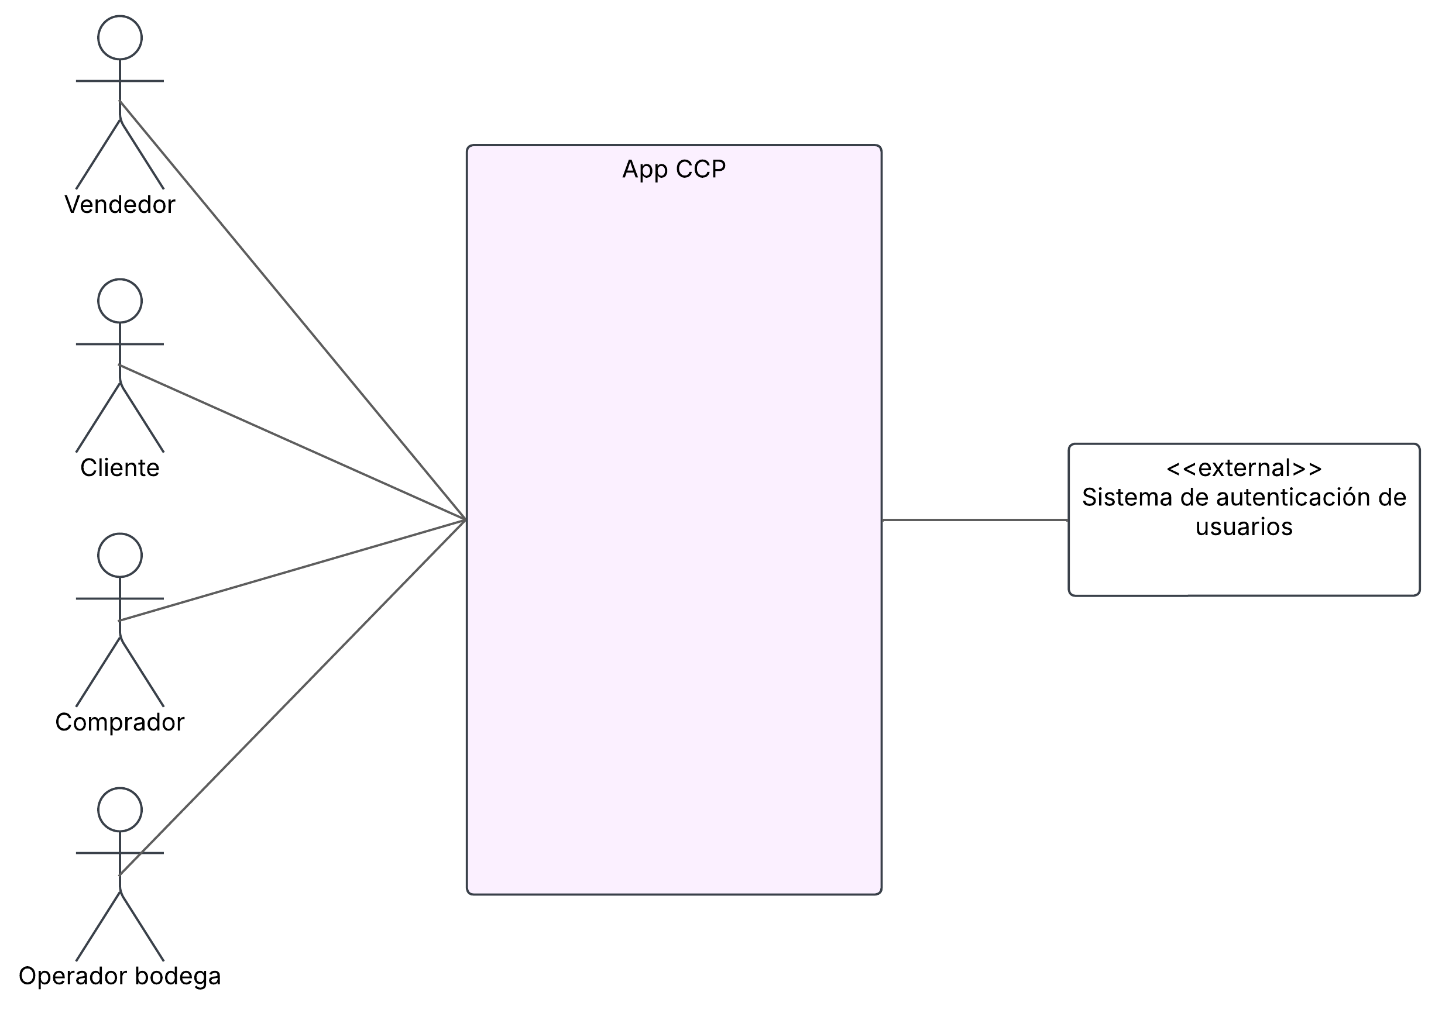 Vendedor
App CCP
Cliente
<<external>>
Sistema de autenticación de
usuarios
Comprador
Operador bodega